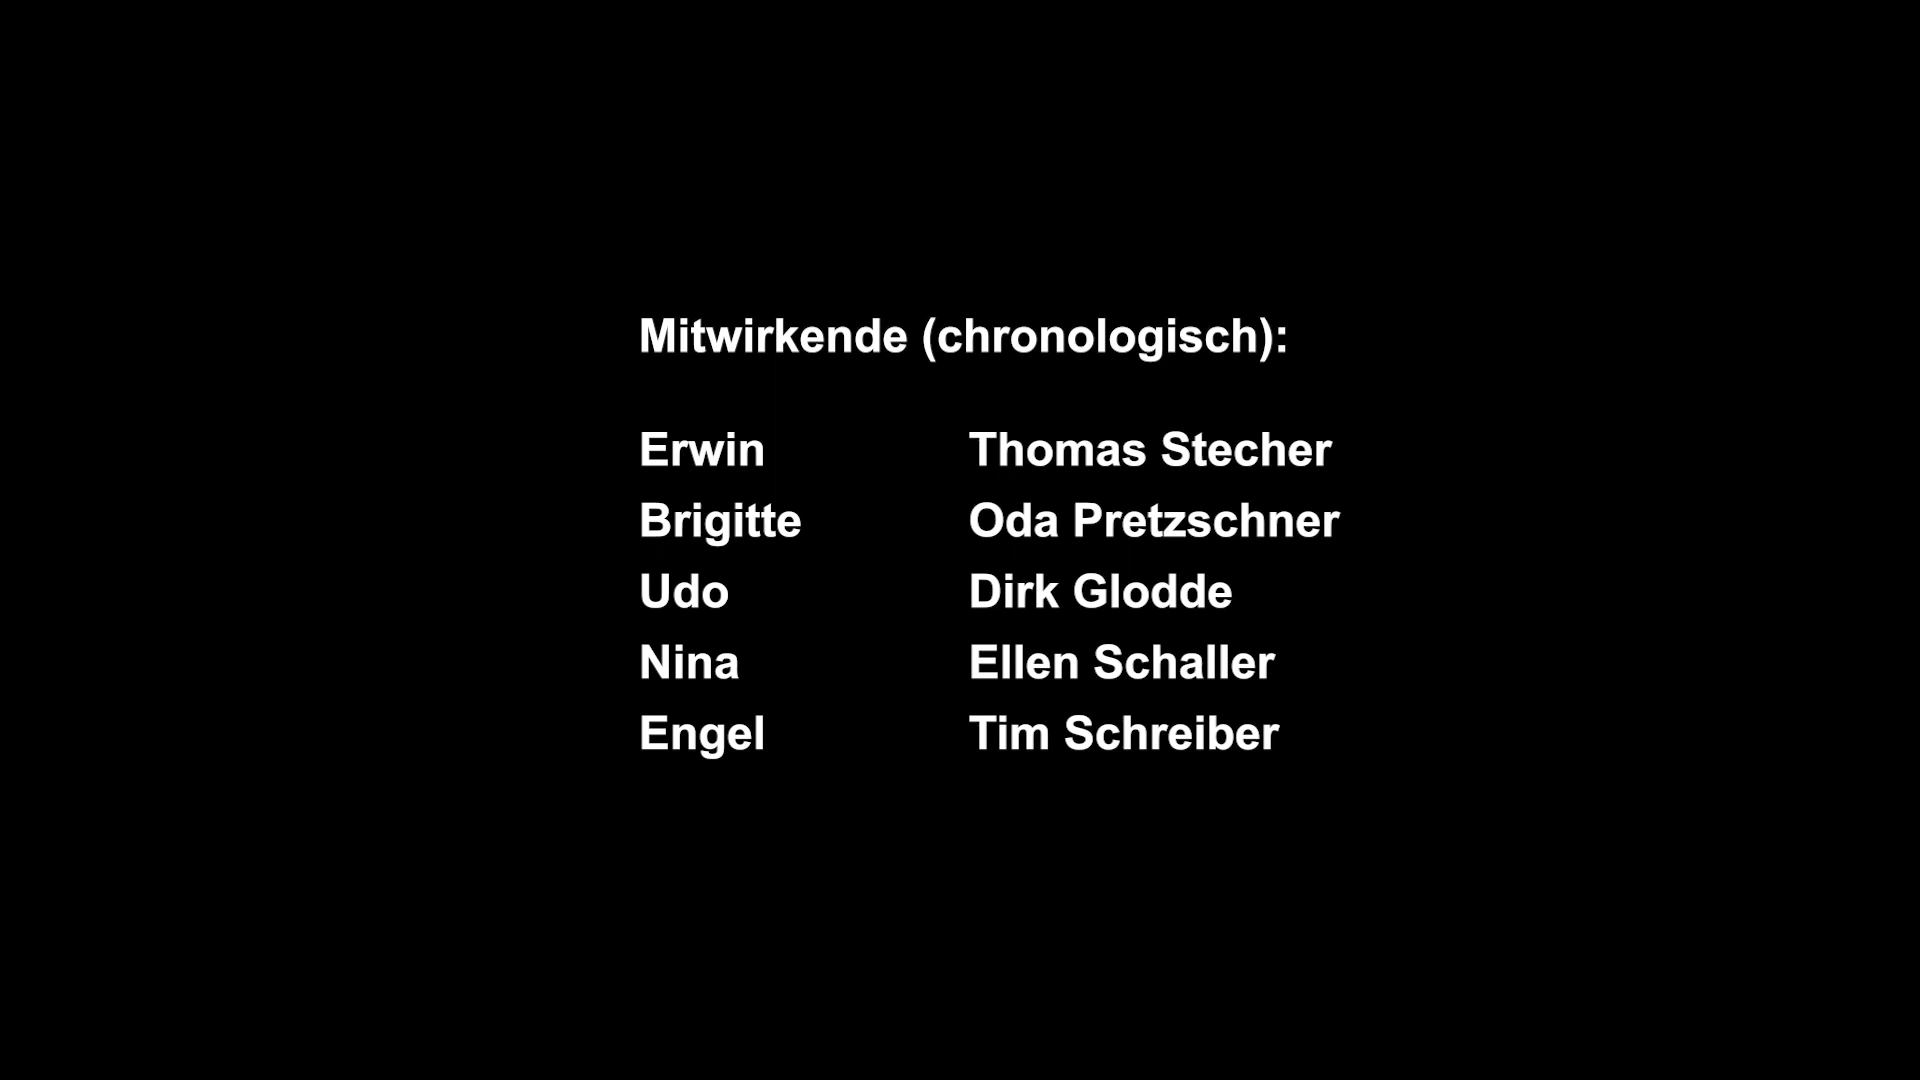 Mitwirkende (chronologisch):
Erwin Thomas Stecher
Brigitte Oda Pretzschner
Udo Dirk Glodde
Nina Ellen Schaller
Engel Tim Schreiber